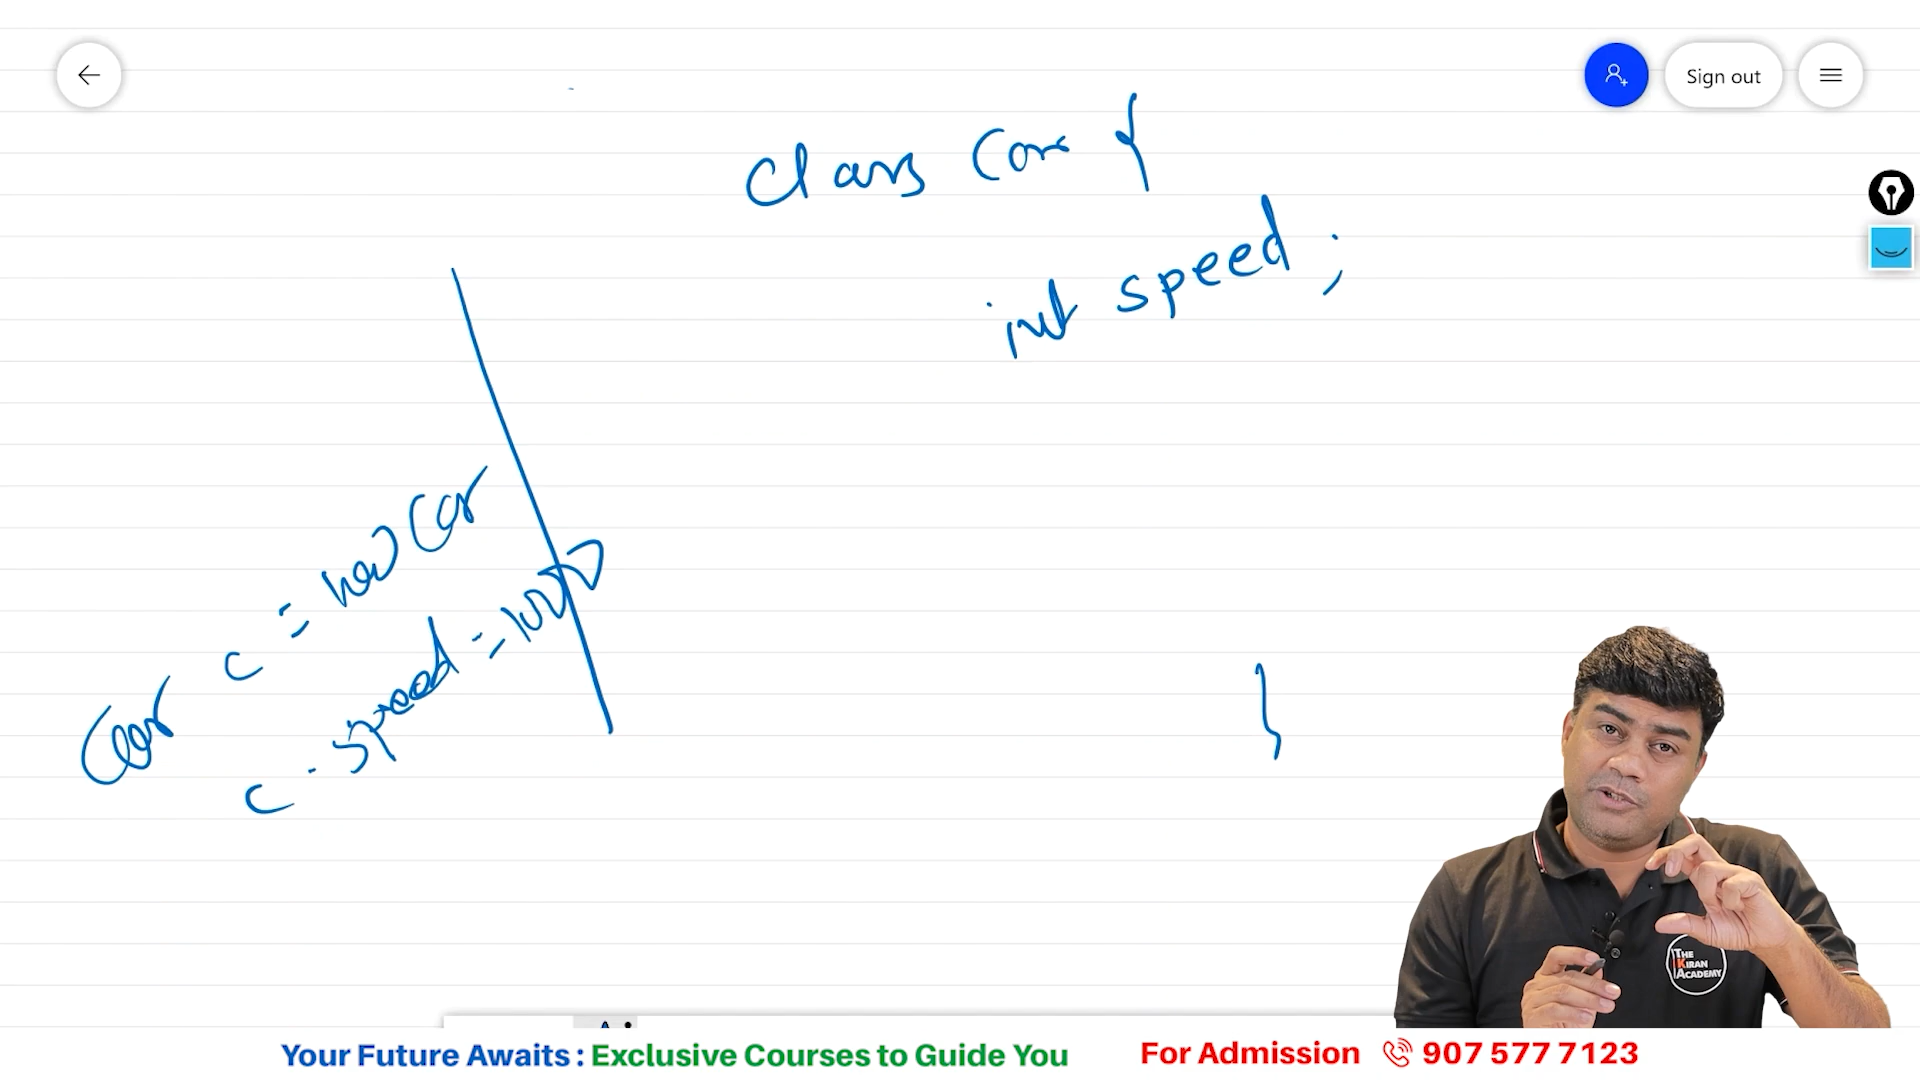 Sign out
class Car {
int speed;
}
Car c = new Car
c.speed = 1000
THE
KIRAN
ACADEMY
Your Future Awaits : Exclusive Courses to Guide You
For Admission 907 577 7123